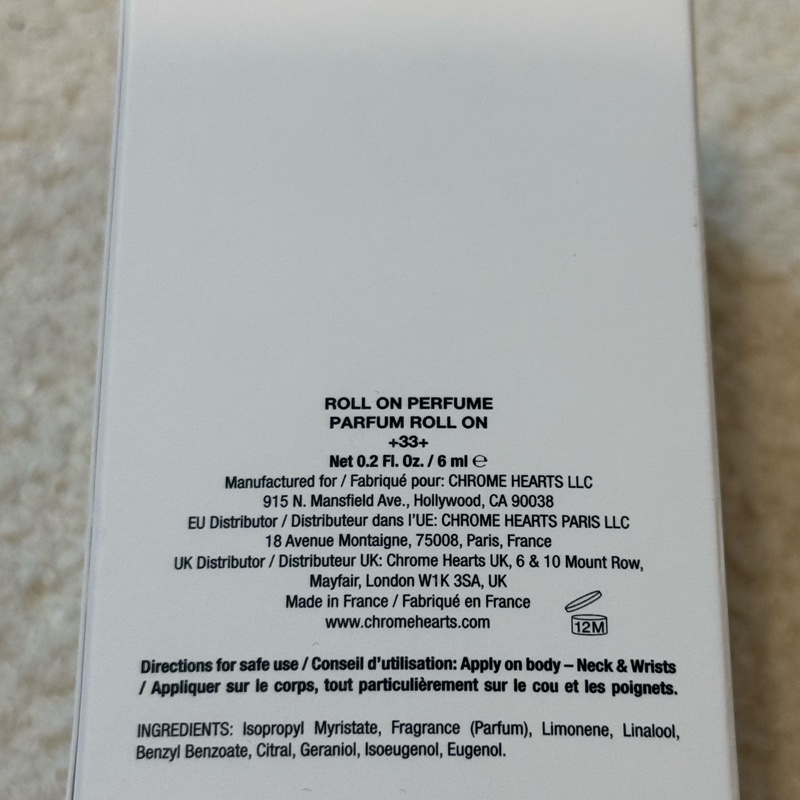 ROLL ON PERFUME
PARFUM ROLL ON
+33+
Net 0.2 Fl. Oz. / 6 ml ℮
Manufactured for / Fabriqué pour: CHROME HEARTS LLC
915 N. Mansfield Ave., Hollywood, CA 90038
EU Distributor / Distributeur dans l'UE: CHROME HEARTS PARIS LLC
18 Avenue Montaigne, 75008, Paris, France
UK Distributor / Distributeur UK: Chrome Hearts UK, 6 & 10 Mount Row,
Mayfair, London W1K 3SA, UK
Made in France / Fabriqué en France
www.chromehearts.com
12M
Directions for safe use / Conseil d'utilisation: Apply on body – Neck & Wrists
/ Appliquer sur le corps, tout particulièrement sur le cou et les poignets.
INGREDIENTS: Isopropyl Myristate, Fragrance (Parfum), Limonene, Linalool,
Benzyl Benzoate, Citral, Geraniol, Isoeugenol, Eugenol.